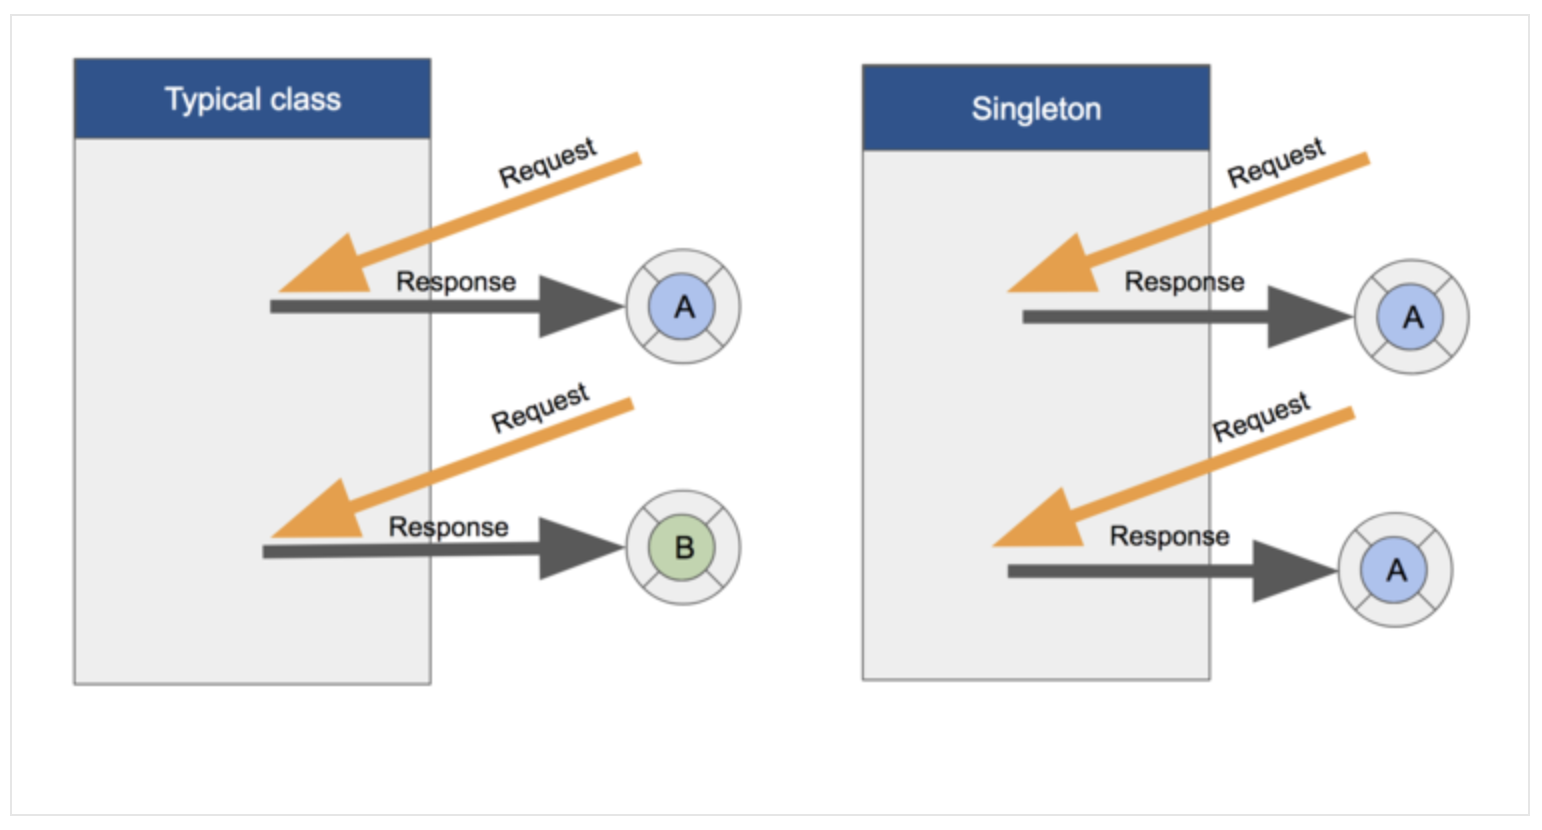 Typical class
Request
Response
A
Request
Response
B
Singleton
Request
Response
A
Request
Response
A